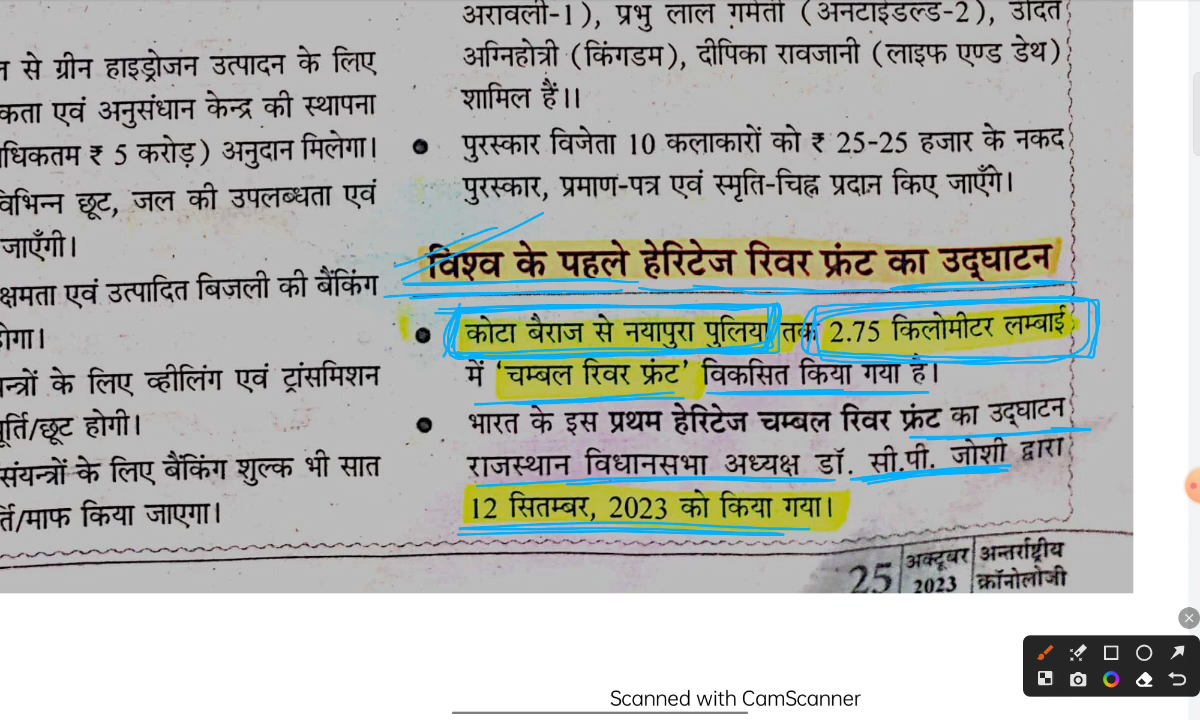 से ग्रीन हाइड्रोजन उत्पादन के लिए
कता एवं अनुसंधान केन्द्र की स्थापना
धिकतम ₹ 5 करोड़) अनुदान मिलेगा।
विभिन्न छूट, जल की उपलब्धता एवं
जाएँगी।
क्षमता एवं उत्पादित बिजली की बैंकिंग
होगा।
यन्त्रों के लिए व्हीलिंग एवं ट्रांसमिशन
पूर्ति/छूट होगी।
संयन्त्रों के लिए बैंकिंग शुल्क भी सात
र्ति/माफ किया जाएगा।
अरावली-1), प्रभु लाल गमेती (अनटाईटल्ड-2), उदित
अग्निहोत्री (किंगडम), दीपिका रावजानी (लाइफ एण्ड डेथ)
शामिल हैं।।
● पुरस्कार विजेता 10 कलाकारों को ₹ 25-25 हजार के नकद
पुरस्कार, प्रमाण-पत्र एवं स्मृति-चिह्न प्रदान किए जाएँगे।
विश्व के पहले हेरिटेज रिवर फ्रंट का उद्घाटन
● कोटा बैराज से नयापुरा पुलिया तक 2.75 किलोमीटर लम्बाई
में ‘चम्बल रिवर फ्रंट’ विकसित किया गया है।
● भारत के इस प्रथम हेरिटेज चम्बल रिवर फ्रंट का उद्घाटन
राजस्थान विधानसभा अध्यक्ष डॉ. सी.पी. जोशी द्वारा
12 सितम्बर, 2023 को किया गया।
25 अक्टूबर 2023 अन्तर्राष्ट्रीय क्रॉनोलोजी
Scanned with CamScanner